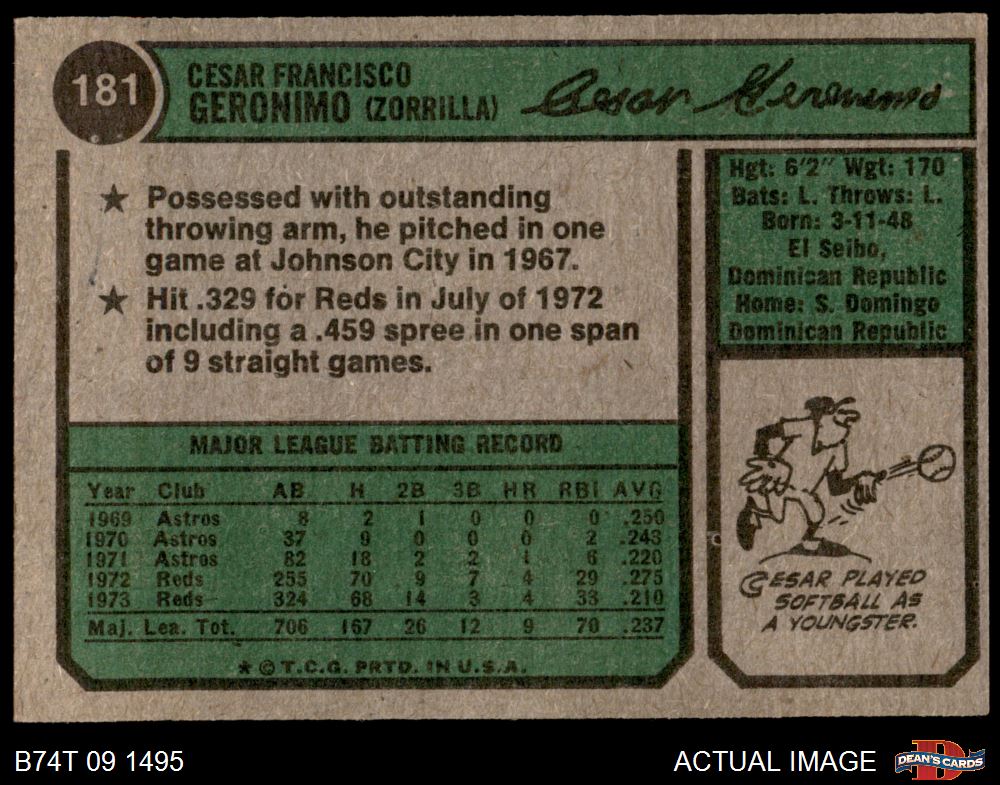 181
CESAR FRANCISCO
GERONIMO (ZORRILLA)
Cesar Geronimo
★ Possessed with outstanding
throwing arm, he pitched in one
game at Johnson City in 1967.
★ Hit .329 for Reds in July of 1972
including a .459 spree in one span
of 9 straight games.
Hgt: 6'2" Wgt: 170
Bats: L. Throws: L.
Born: 3-11-48
El Seibo,
Dominican Republic
Home: S. Domingo
Dominican Republic
MAJOR LEAGUE BATTING RECORD
Year Club AB H 2B 3B HR RBI AVG
1969 Astros 8 2 1 0 0 0 .250
1970 Astros 37 9 0 0 0 2 .243
1971 Astros 82 18 2 2 1 6 .220
1972 Reds 255 70 9 7 4 29 .275
1973 Reds 324 68 14 3 4 33 .210
Maj. Lea. Tot. 706 167 26 12 9 70 .237
★ © T.C.G. PRTD. IN U.S.A.
CESAR PLAYED
SOFTBALL AS
A YOUNGSTER.
B74T 09 1495
ACTUAL IMAGE
D
DEAN'S CARDS